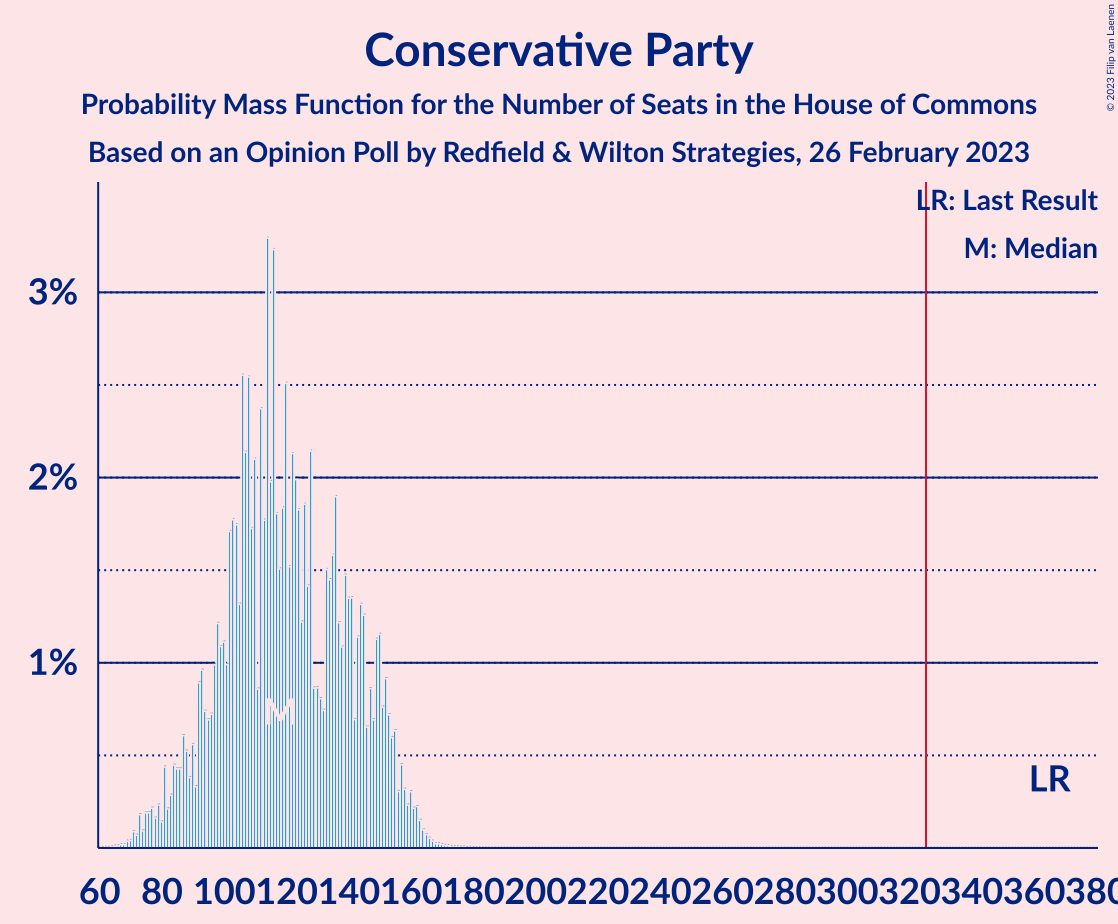 Conservative Party
Probability Mass Function for the Number of Seats in the House of Commons
Based on an Opinion Poll by Redfield & Wilton Strategies, 26 February 2023
© 2023 Filip van Laenen
LR: Last Result
M: Median
3%
2%
1%
M
LR
60 80 100 120 140 160 180 200 220 240 260 280 300 320 340 360 380